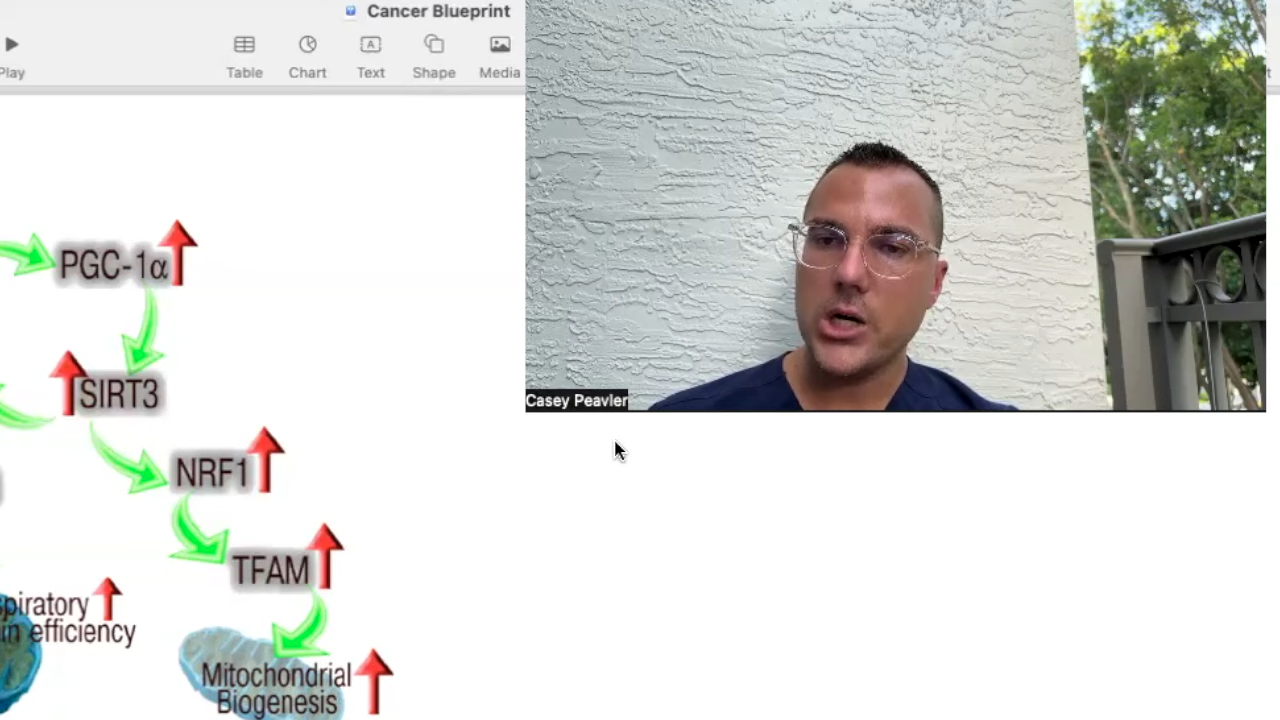 Cancer Blueprint
Play
Table
Chart
Text
Shape
Media
t
PGC-1α
SIRT3
NRF1
TFAM
spiratory
in efficiency
Mitochondrial
Biogenesis
Casey Peavler